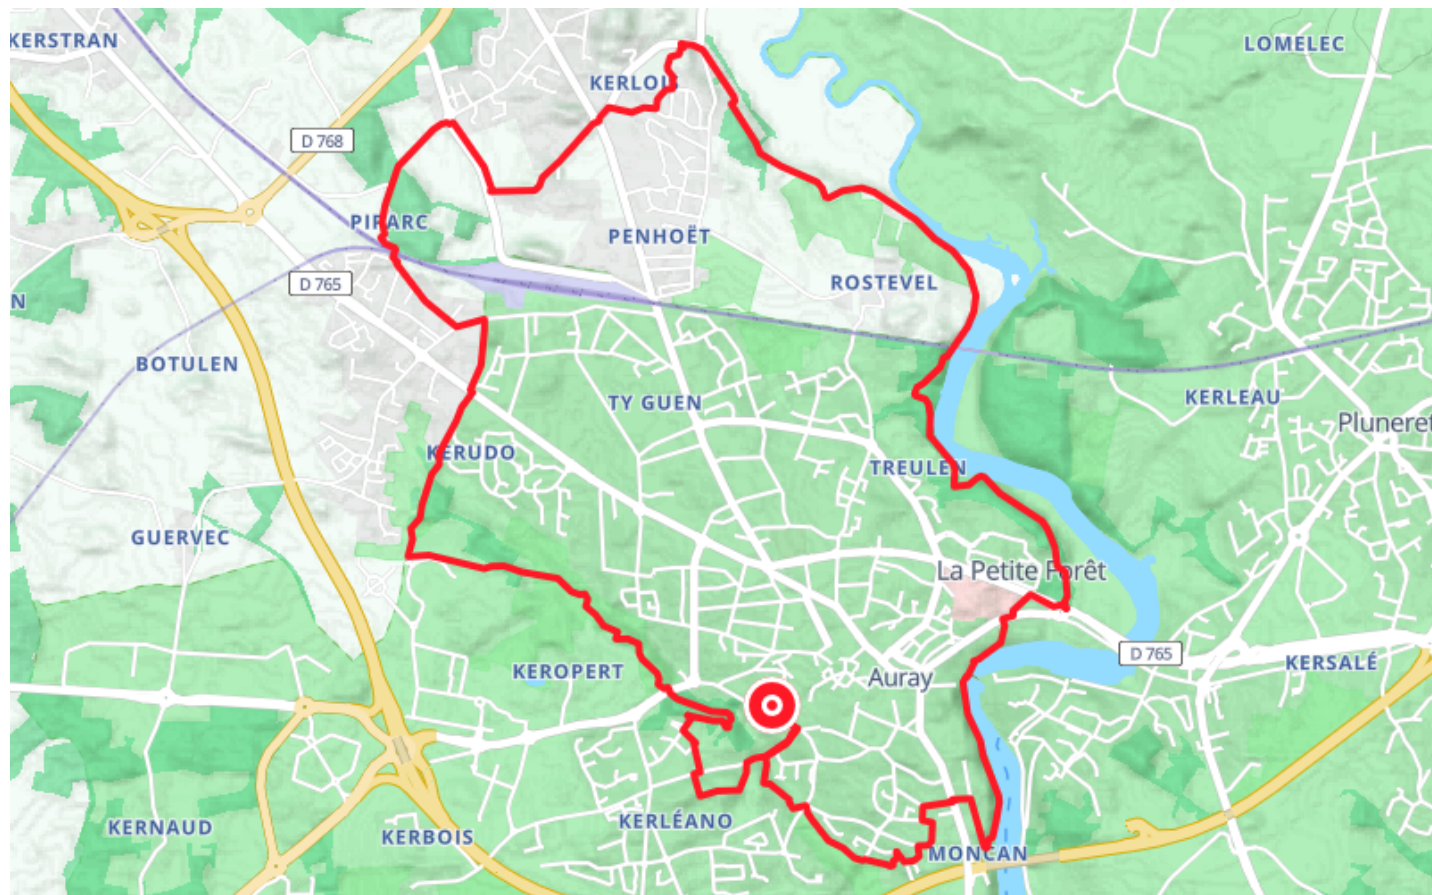 KERSTRAN
LOMELEC
KERLOIS
D 768
PIPARC
PENHOËT
D 765
ROSTEVEL
N
BOTULEN
TY GUEN
KERLEAU
Pluneret
KERUDO
TREULEN
GUERVEC
La Petite Forêt
D 765
KERSALÉ
KEROPERT
Auray
KERLÉANO
KERNAUD
KERBOIS
MONCAN